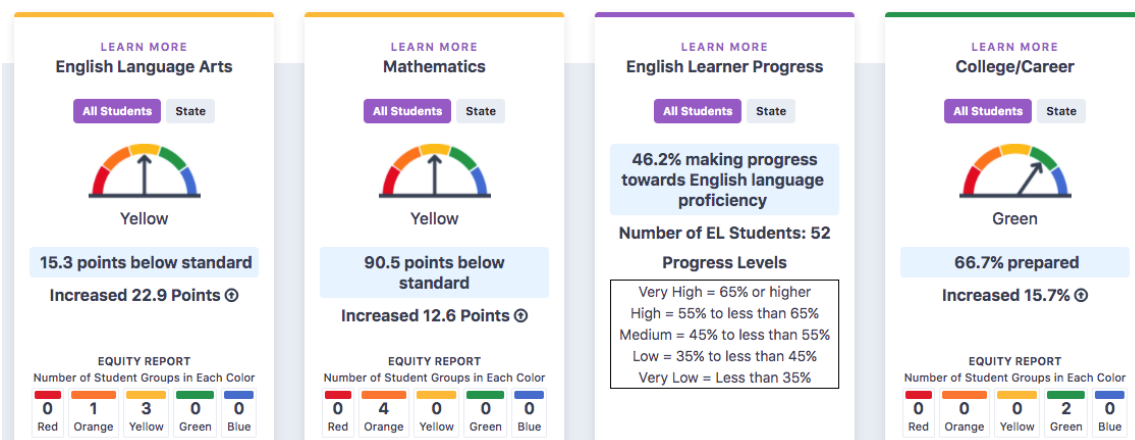 LEARN MORE
English Language Arts
All Students State
Yellow
15.3 points below standard
Increased 22.9 Points
EQUITY REPORT
Number of Student Groups in Each Color
0 1 3 0 0
Red Orange Yellow Green Blue
LEARN MORE
Mathematics
All Students State
Yellow
90.5 points below
standard
Increased 12.6 Points
EQUITY REPORT
Number of Student Groups in Each Color
0 4 0 0 0
Red Orange Yellow Green Blue
LEARN MORE
English Learner Progress
All Students State
46.2% making progress
towards English language
proficiency
Number of EL Students: 52
Progress Levels
Very High = 65% or higher
High = 55% to less than 65%
Medium = 45% to less than 55%
Low = 35% to less than 45%
Very Low = Less than 35%
LEARN MORE
College/Career
All Students State
Green
66.7% prepared
Increased 15.7%
EQUITY REPORT
Number of Student Groups in Each Color
0 0 0 2 0
Red Orange Yellow Green Blue